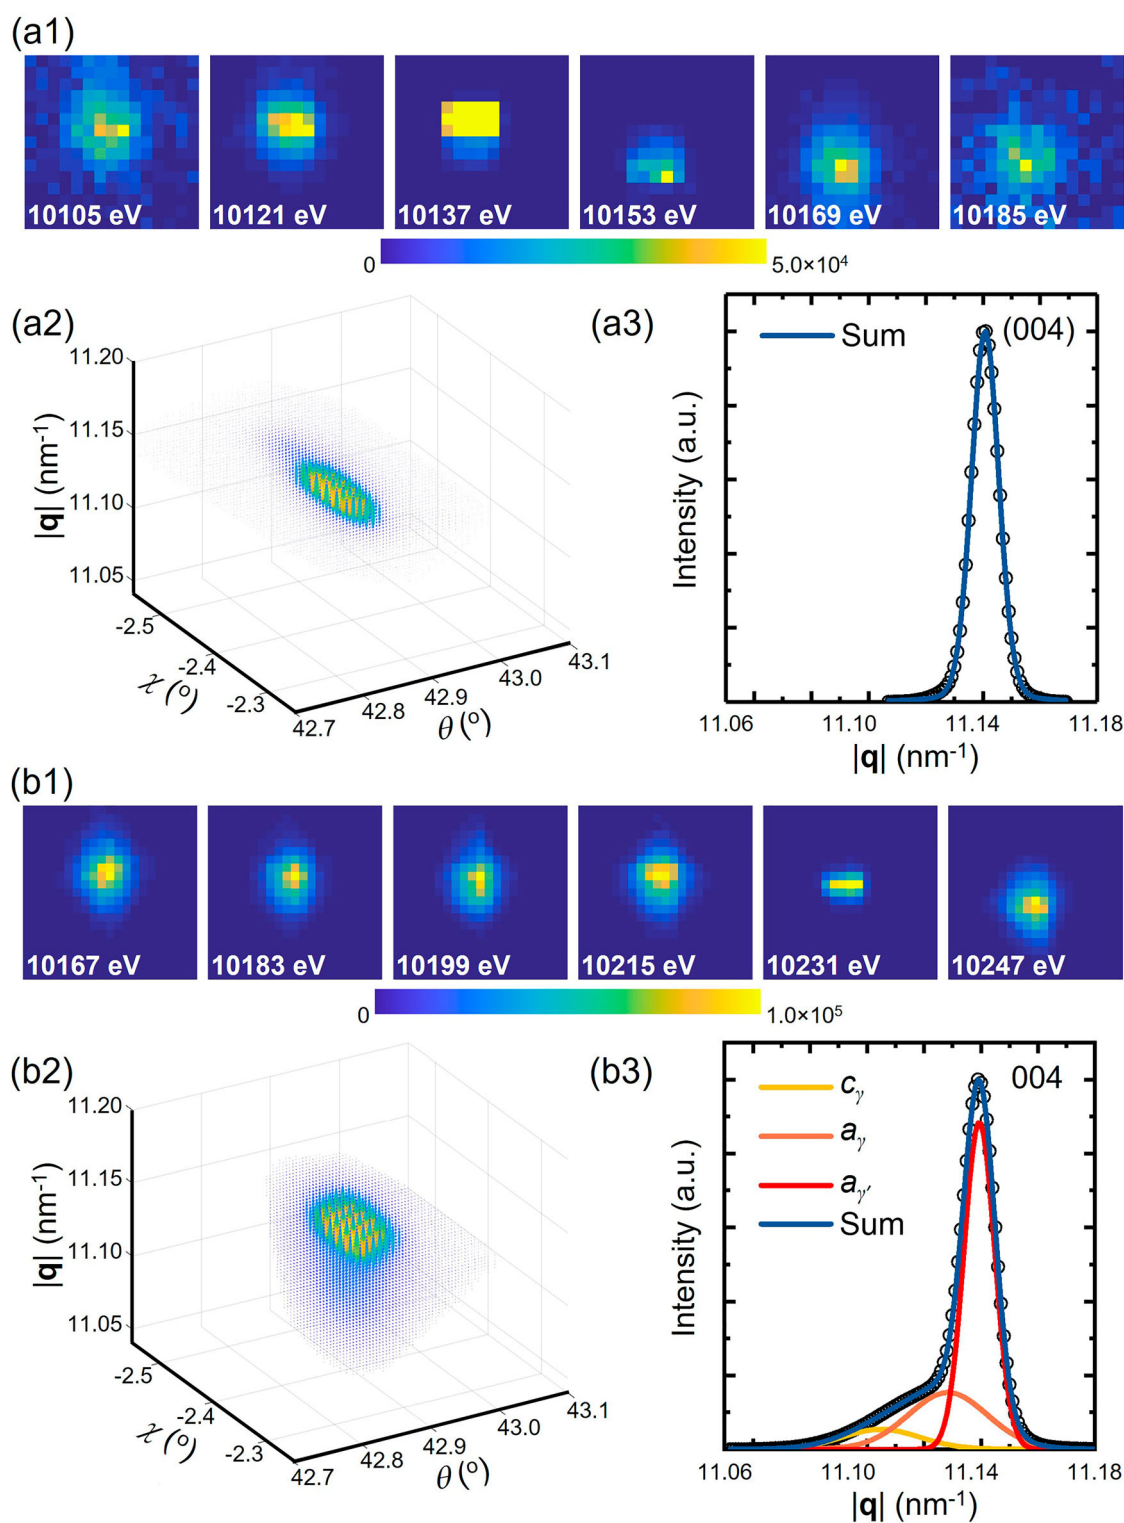 (a1)
10105 eV 10121 eV 10137 eV 10153 eV 10169 eV 10185 eV
0 5.0×10⁴
(a2)
11.20
11.15
11.10
11.05
|q| (nm⁻¹)
-2.5
-2.4
-2.3
χ (°)
42.7 42.8 42.9 43.0 43.1
θ (°)
(a3)
Sum
(004)
Intensity (a.u.)
11.06 11.10 11.14 11.18
|q| (nm⁻¹)
(b1)
10167 eV 10183 eV 10199 eV 10215 eV 10231 eV 10247 eV
0 1.0×10⁵
(b2)
11.20
11.15
11.10
11.05
|q| (nm⁻¹)
-2.5
-2.4
-2.3
χ (°)
42.7 42.8 42.9 43.0 43.1
θ (°)
(b3)
cᵧ
aᵧ
aᵧ′
Sum
004
Intensity (a.u.)
11.06 11.10 11.14 11.18
|q| (nm⁻¹)